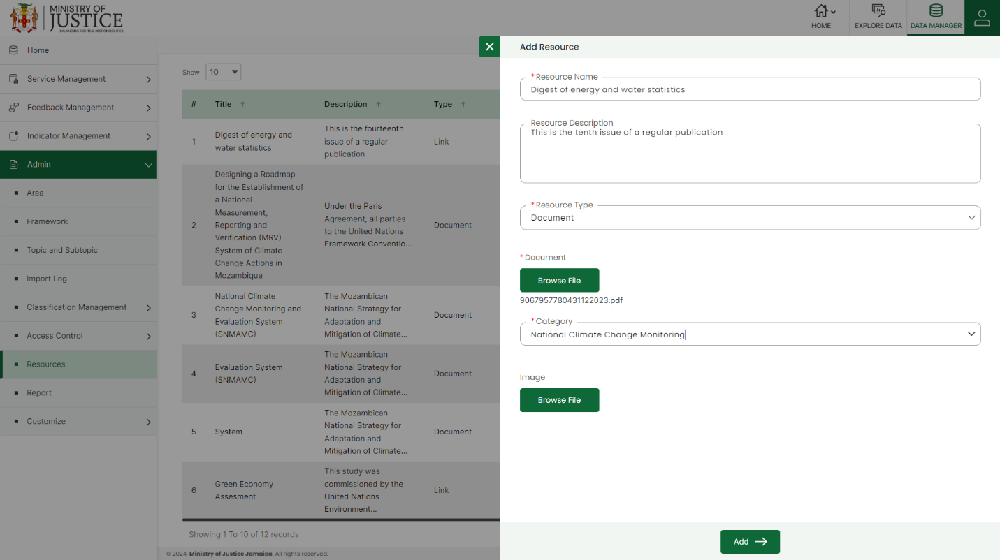 MINISTRY OF
JUSTICE
BALANCING RIGHTS & RESPONSIBILITIES
HOME
EXPLORE DATA
DATA MANAGER
Home
Service Management
Feedback Management
Indicator Management
Admin
Area
Framework
Topic and Subtopic
Import Log
Classification Management
Access Control
Resources
Report
Customize
Show 10
# Title Description Type
1 Digest of energy and water statistics This is the fourteenth issue of a regular publication Link
2 Designing a Roadmap for the Establishment of a National Measurement, Reporting and Verification (MRV) System of Climate Change Actions in Mozambique Under the Paris Agreement, all parties to the United Nations Framework Conventio... Document
3 National Climate Change Monitoring and Evaluation System (SNMAMC) The Mozambican National Strategy for Adaptation and Mitigation of Climate... Document
4 Evaluation System (SNMAMC) The Mozambican National Strategy for Adaptation and Mitigation of Climate... Document
5 System The Mozambican National Strategy for Adaptation and Mitigation of Climate... Document
6 Green Economy Assesment This study was commissioned by the United Nations Environment... Link
Showing 1 To 10 of 12 records
© 2024, Ministry of Justice Jamaica. All rights reserved.
Add Resource
* Resource Name
Digest of energy and water statistics
Resource Description
This is the tenth issue of a regular publication
* Resource Type
Document
* Document
Browse File
9067957780431122023.pdf
* Category
National Climate Change Monitoring
Image
Browse File
Add